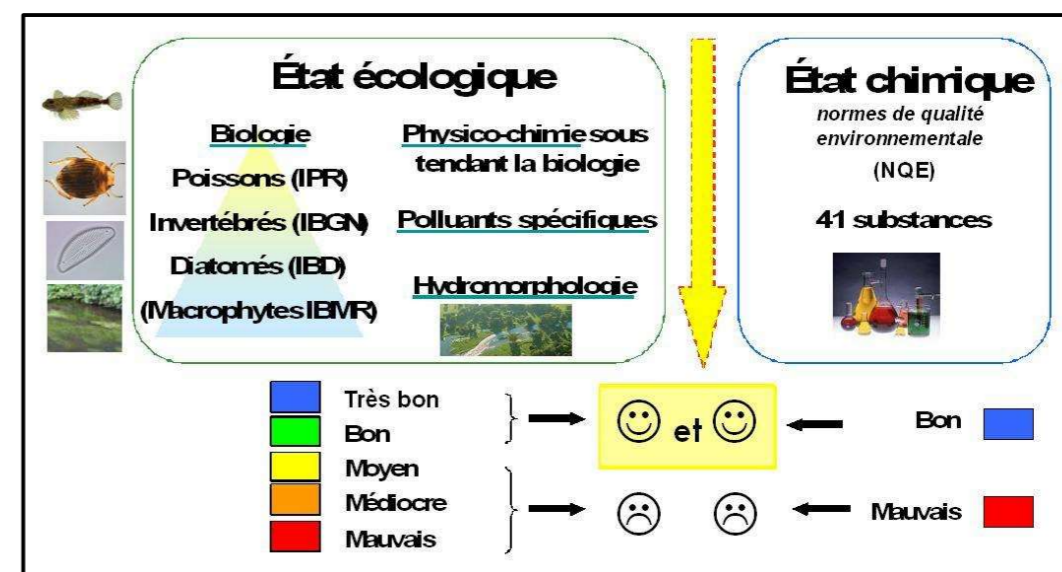 État écologique
Biologie
Poissons (IPR)
Invertébrés (IBGN)
Diatomés (IBD)
(Macrophytes IBMR)
Physico-chimie sous
tendant la biologie
Polluants spécifiques
Hydromorphologie
État chimique
normes de qualité
environnementale
(NQE)
41 substances
Très bon
Bon
Moyen
Médiocre
Mauvais
et
Bon
Mauvais